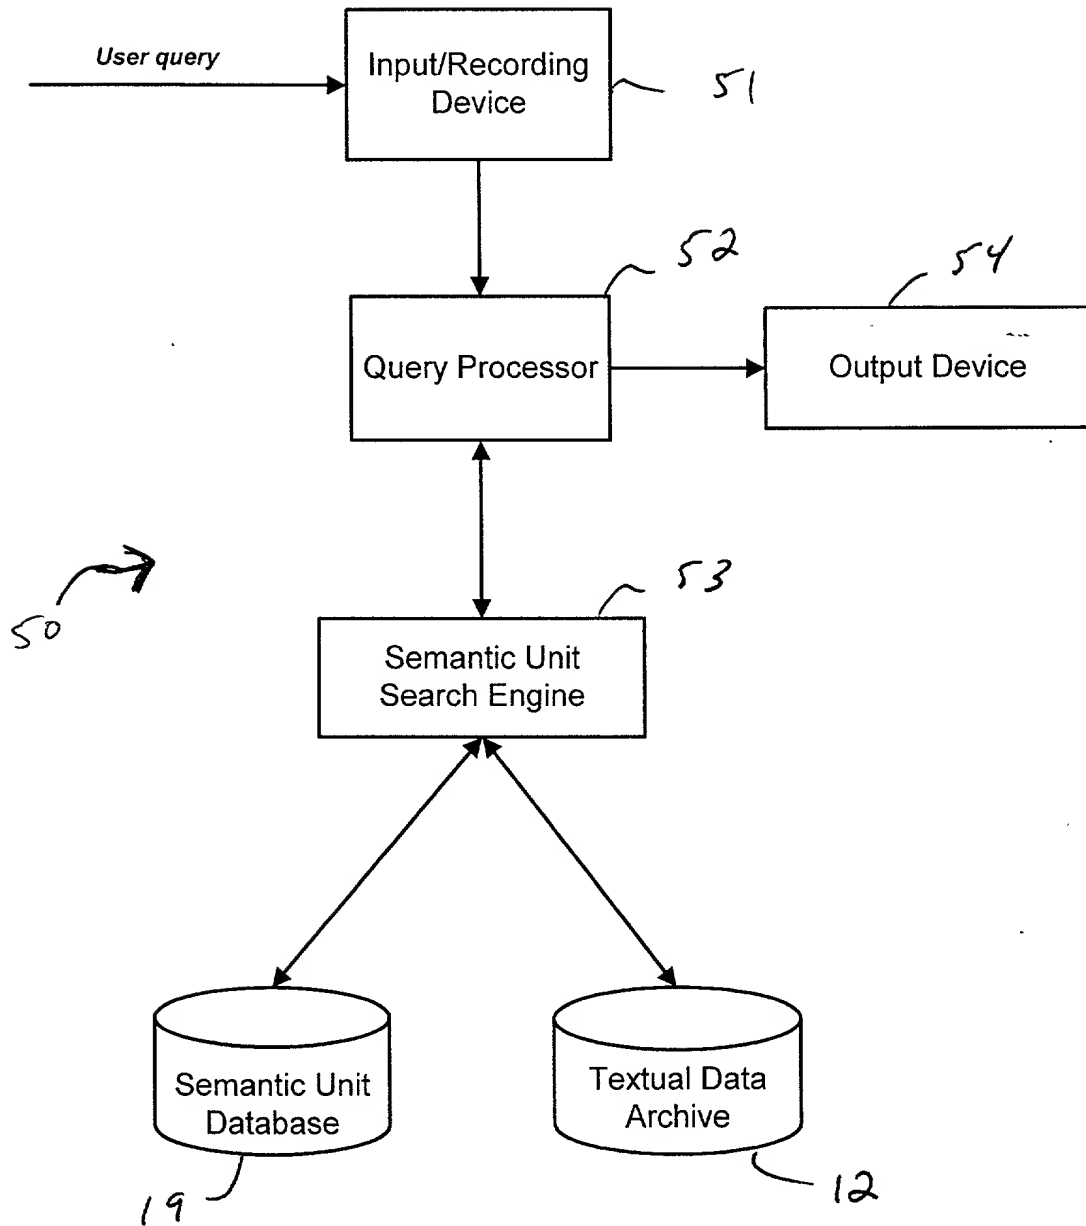 User query
Input/Recording
Device
51
52
54
Query Processor
Output Device
50
53
Semantic Unit
Search Engine
Semantic Unit
Database
Textual Data
Archive
19
12